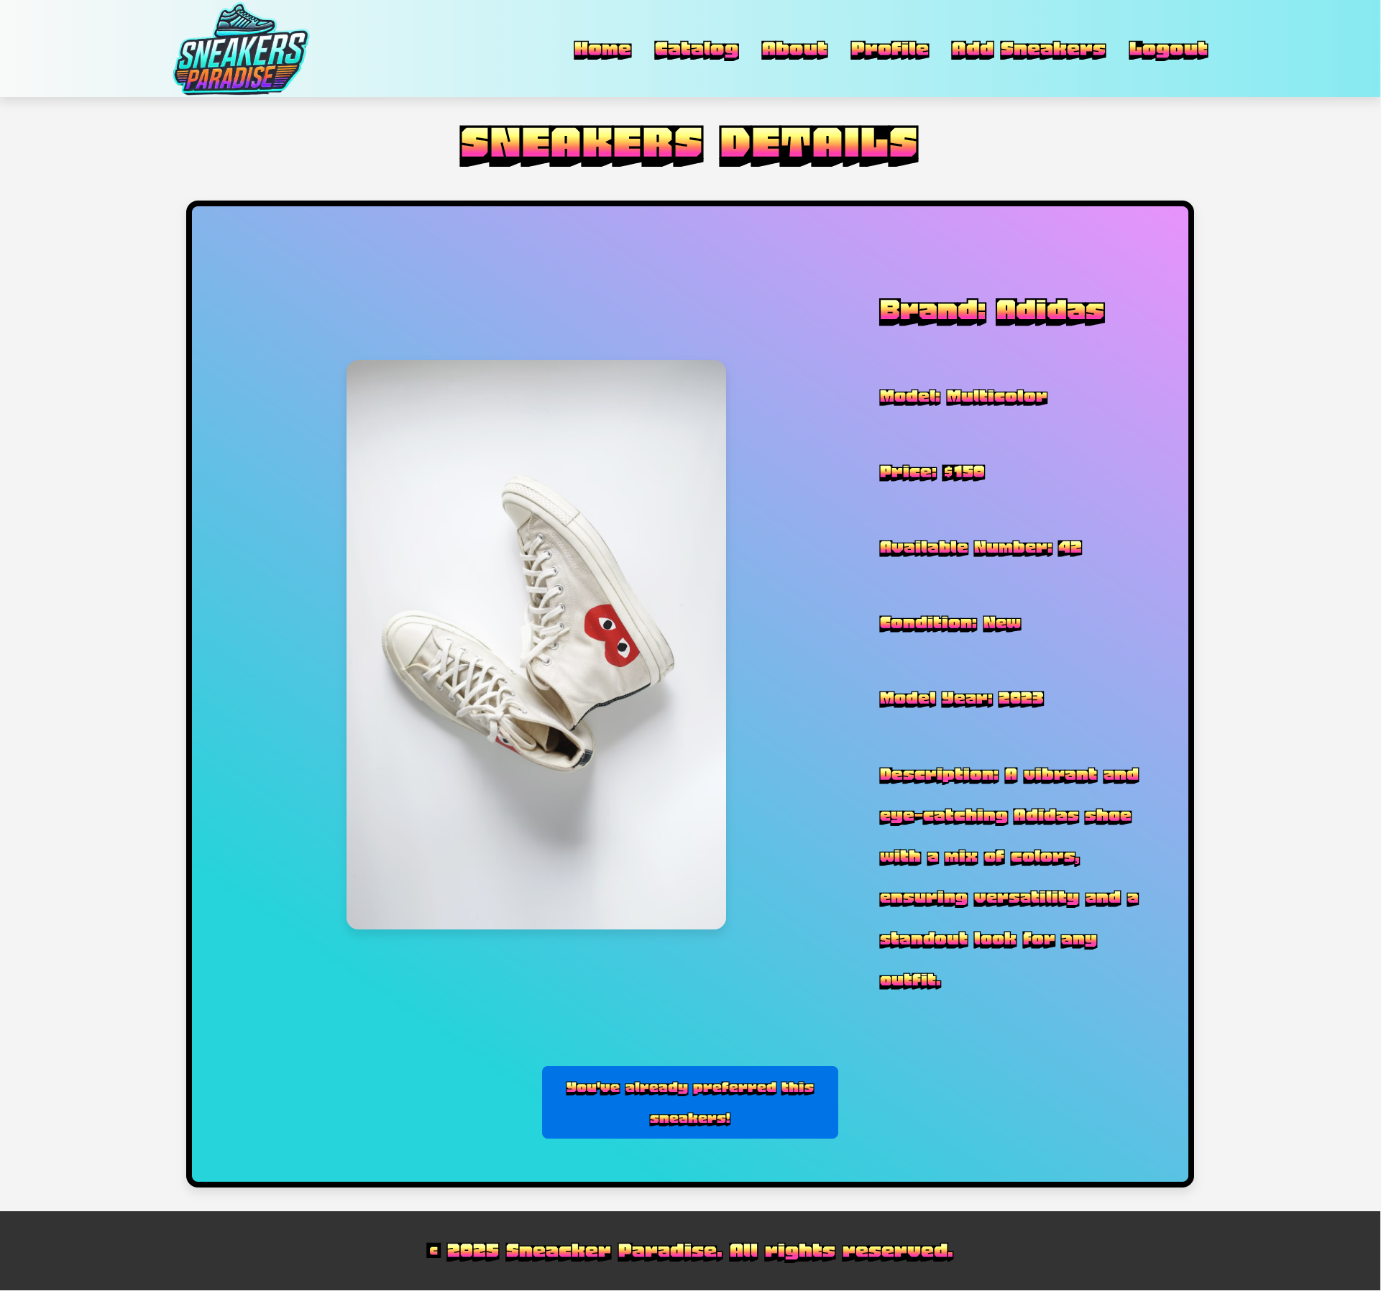 SNEAKERS
PARADISE
Home Catalog About Profile Add Sneakers Logout
SNEAKERS DETAILS
Brand: Adidas
Model: Multicolor
Price: $150
Available Number: 42
Condition: New
Model Year: 2023
Description: A vibrant and
eye-catching Adidas shoe
with a mix of colors,
ensuring versatility and a
standout look for any
outfit.
You've already preferred this
sneakers!
© 2025 Sneacker Paradise. All rights reserved.